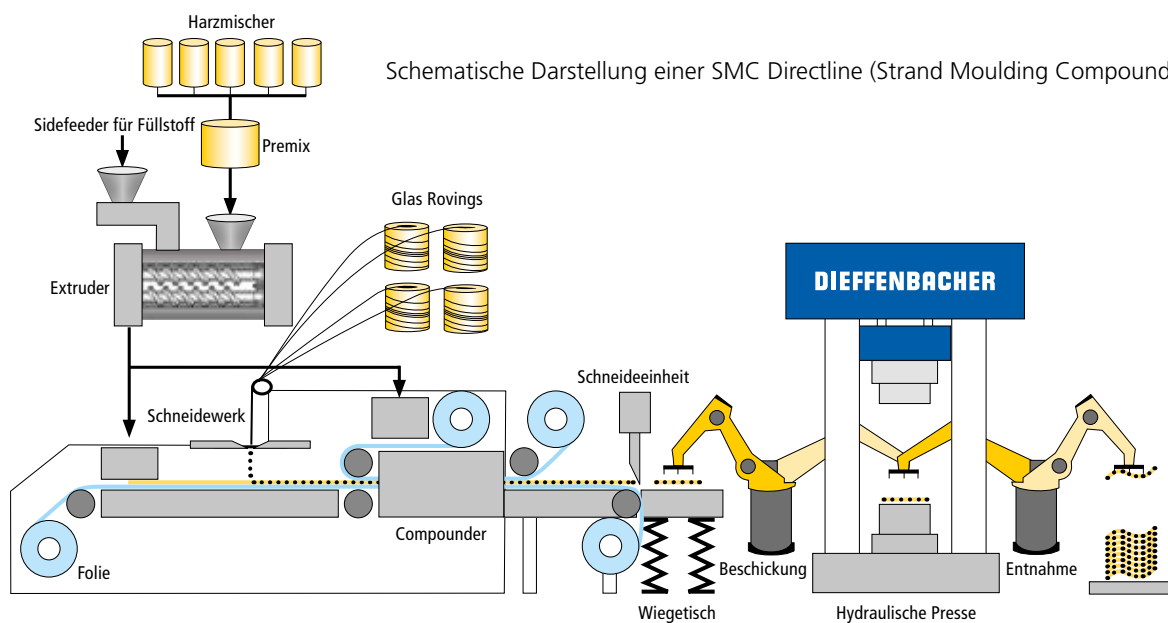 Harzmischer
Schematische Darstellung einer SMC Directline (Strand Moulding Compound
Sidefeeder für Füllstoff
Premix
Glas Rovings
Extruder
DIEFFENBACHER
Schneideeinheit
Schneidewerk
Compounder
Folie
Beschickung
Entnahme
Wiegetisch
Hydraulische Presse